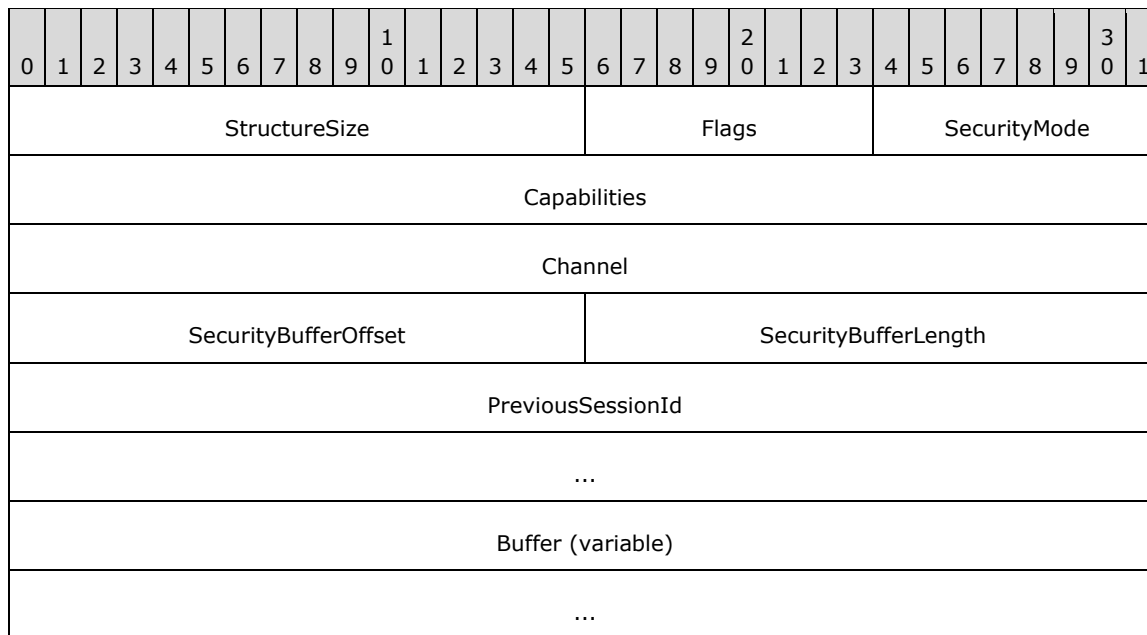 1 2 3
0 1 2 3 4 5 6 7 8 9 0 1 2 3 4 5 6 7 8 9 0 1 2 3 4 5 6 7 8 9 0 1
StructureSize Flags SecurityMode
Capabilities
Channel
SecurityBufferOffset SecurityBufferLength
PreviousSessionId
...
Buffer (variable)
...